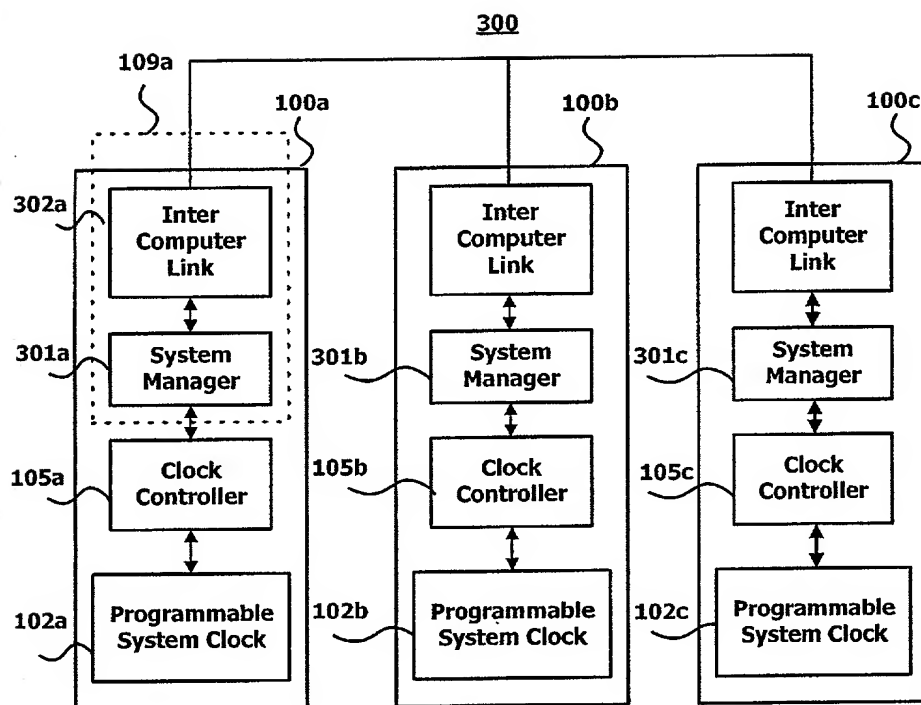 300
109a
100a
100b
100c
302a
Inter
Computer
Link
Inter
Computer
Link
Inter
Computer
Link
301a
System
Manager
301b
System
Manager
301c
System
Manager
105a
Clock
Controller
105b
Clock
Controller
105c
Clock
Controller
102a
Programmable
System Clock
102b
Programmable
System Clock
102c
Programmable
System Clock